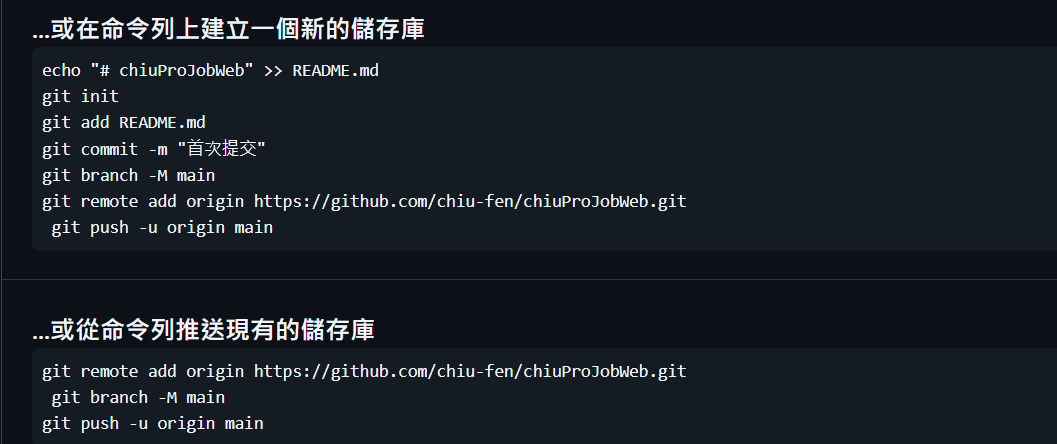 ...或在命令列上建立一個新的儲存庫
echo "# chiuProJobWeb" >> README.md
git init
git add README.md
git commit -m "首次提交"
git branch -M main
git remote add origin https://github.com/chiu-fen/chiuProJobWeb.git
 git push -u origin main
...或從命令列推送現有的儲存庫
git remote add origin https://github.com/chiu-fen/chiuProJobWeb.git
 git branch -M main
git push -u origin main